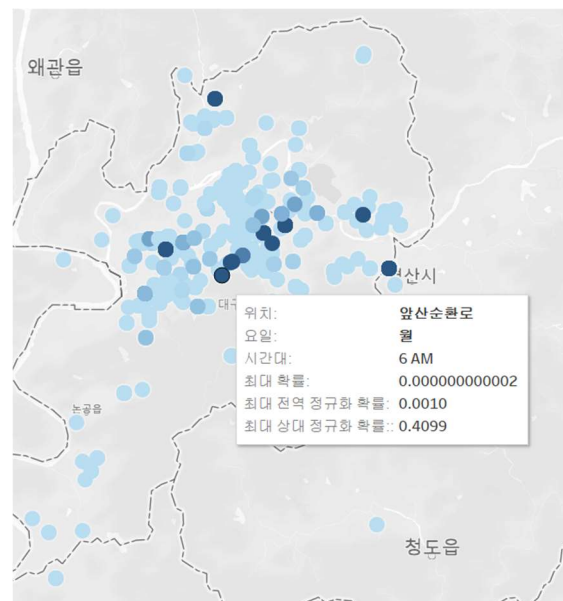 왜관읍
산시
대구
위치: 앞산순환로
요일: 월
시간대: 6 AM
최대 확률: 0.000000000002
최대 전역 정규화 확률: 0.0010
최대 상대 정규화 확률:: 0.4099
논공읍
청도읍